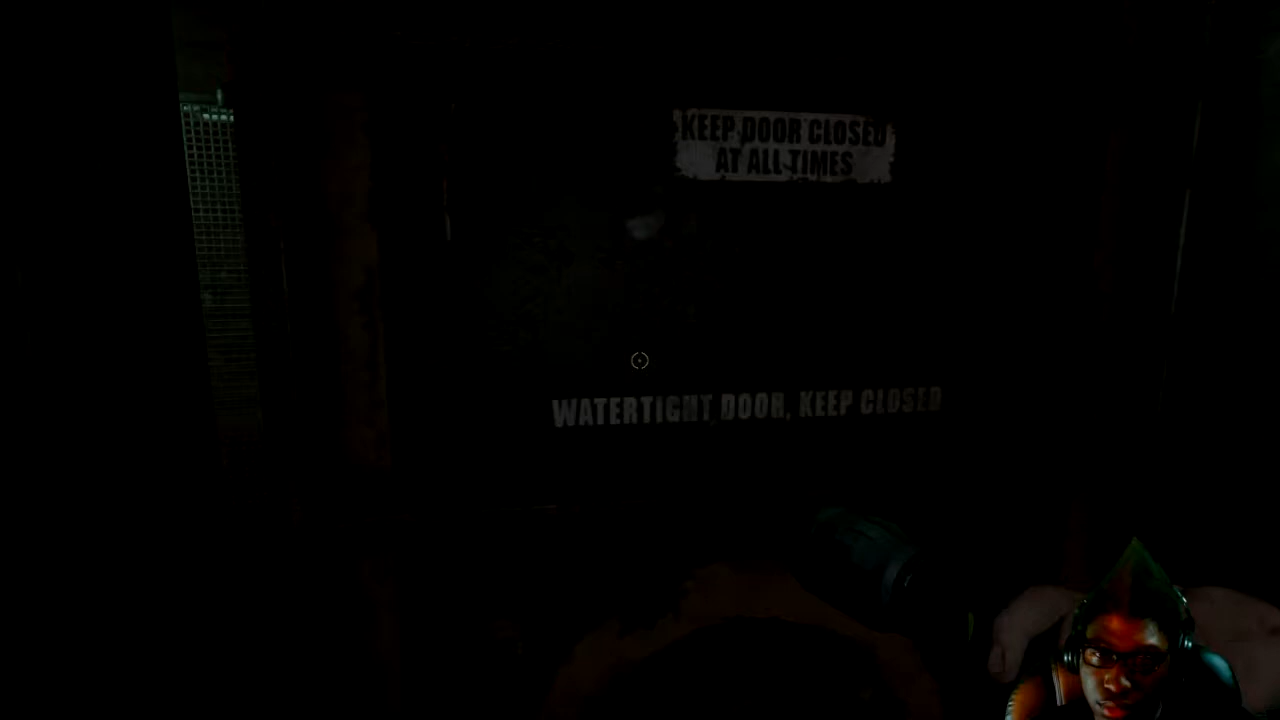 KEEP DOOR CLOSED
AT ALL TIMES
WATERTIGHT DOOR, KEEP CLOSED